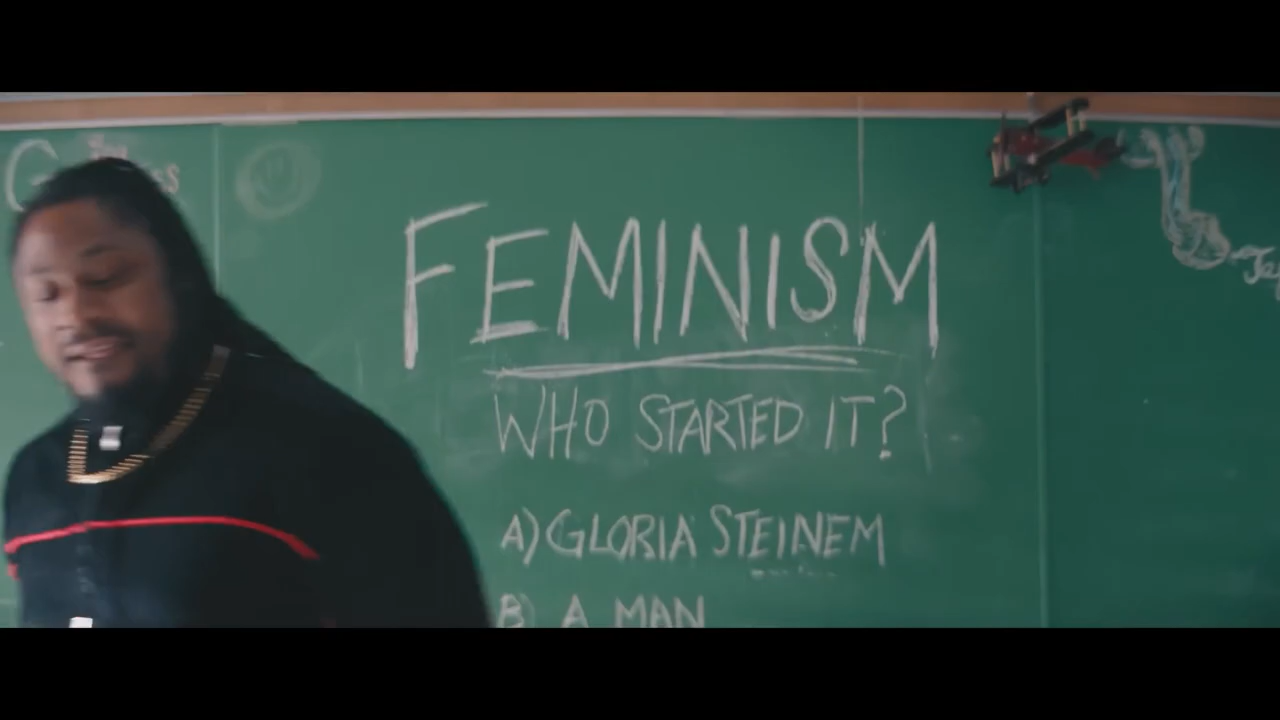 FEMINISM
WHO STARTED IT?
A) GLORIA STEINEM
B) A MAN